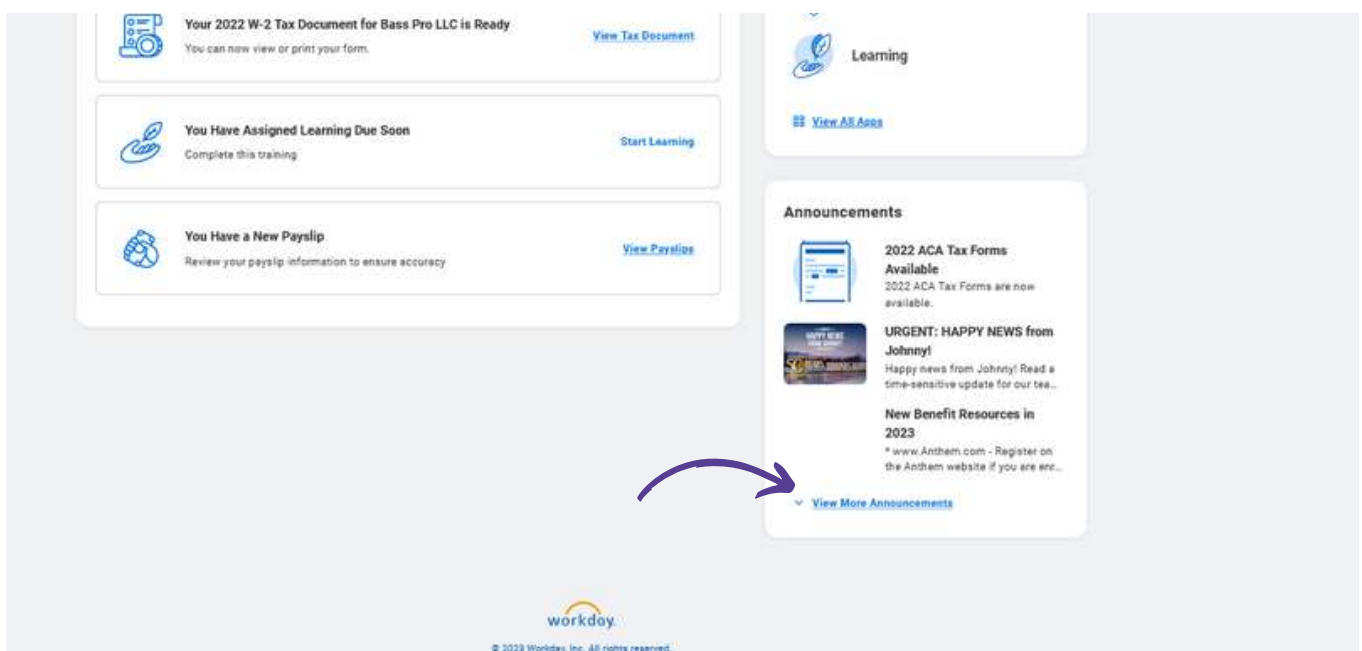 Your 2022 W-2 Tax Document for Bass Pro LLC is Ready
You can now view or print your form.
View Tax Document
You Have Assigned Learning Due Soon
Complete this training
Start Learning
You Have a New Payslip
Review your payslip information to ensure accuracy
View Payslips
Learning
View All Apps
Announcements
2022 ACA Tax Forms
Available
2022 ACA Tax Forms are now
available.
HAPPY NEWS
URGENT: HAPPY NEWS from
Johnny!
Happy news from Johnny! Read a
time-sensitive update for our tea...
New Benefit Resources in
2023
* www.Anthem.com - Register on
the Anthem website if you are enr...
View More Announcements
workday.
© 2023 Workday, Inc. All rights reserved.